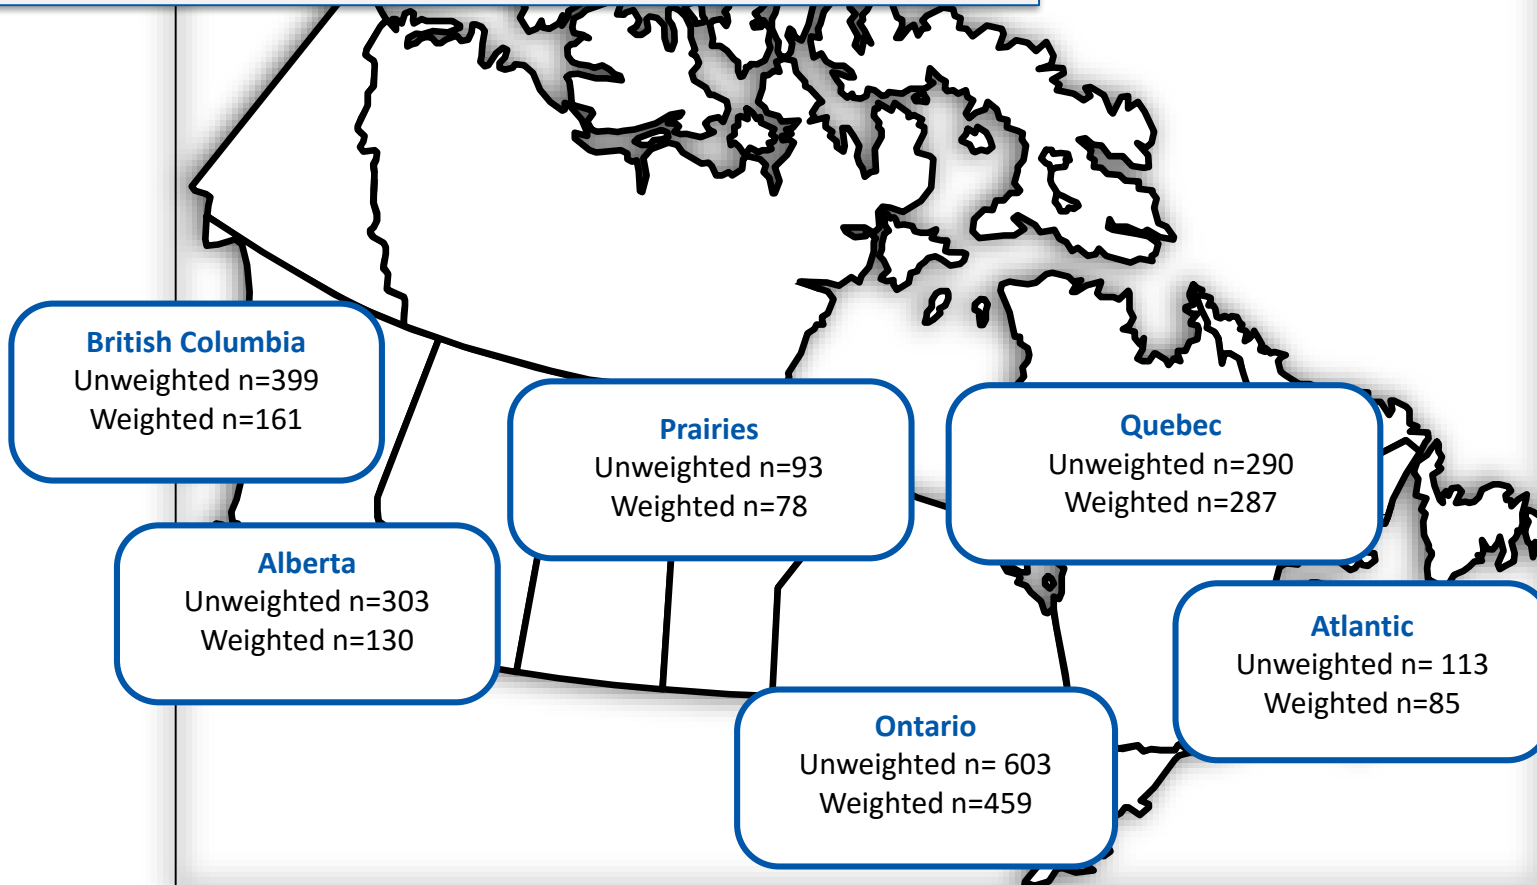 British Columbia
Unweighted n=399
Weighted n=161
Prairies
Unweighted n=93
Weighted n=78
Quebec
Unweighted n=290
Weighted n=287
Alberta
Unweighted n=303
Weighted n=130
Atlantic
Unweighted n= 113
Weighted n=85
Ontario
Unweighted n= 603
Weighted n=459